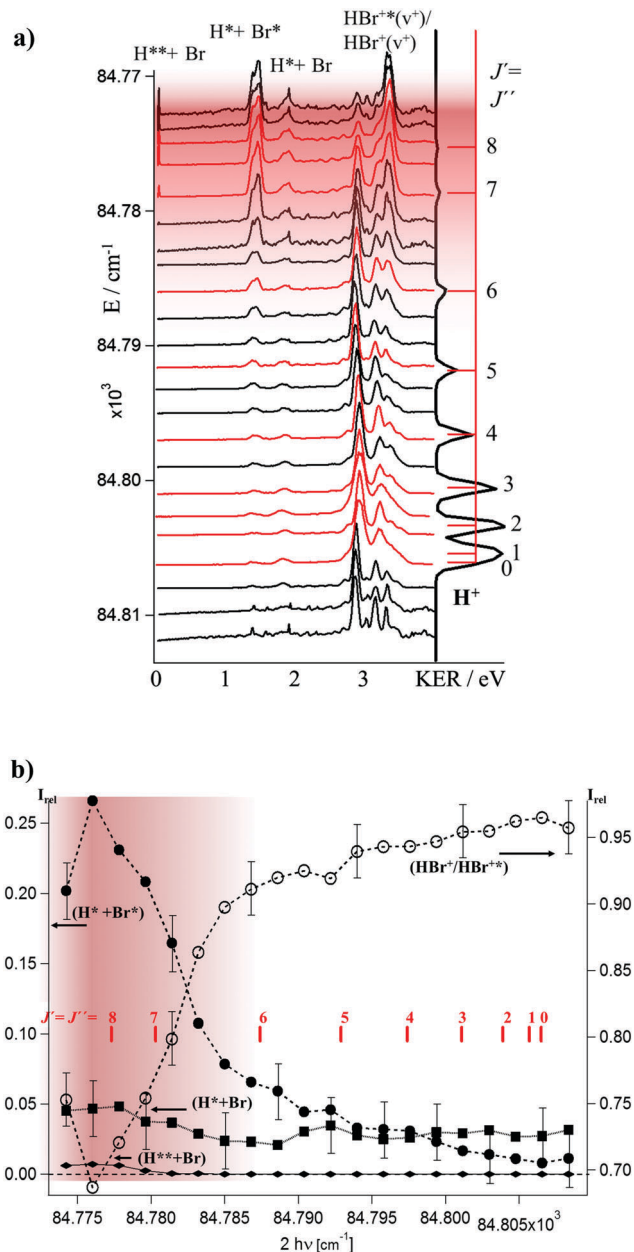 a)
H**+ Br
H*+ Br*
H*+ Br
HBr⁺*(v⁺)/
HBr⁺(v⁺)
J'=
J''
84.77
84.78
84.79
84.80
84.81
E / cm⁻¹
x10³
8
7
6
5
4
3
2
1
0
H⁺
0
1
2
3
KER / eV
b)
I_rel
I_rel
0.25
0.20
0.15
0.10
0.05
0.00
0.95
0.90
0.85
0.80
0.75
0.70
(H* +Br*)
(HBr⁺/HBr⁺*)
J'= J''= 8 7 6 5 4 3 2 1 0
(H*+Br)
(H**+Br)
84.775 84.780 84.785 84.790 84.795 84.800 84.805x10³
2 hν [cm⁻¹]